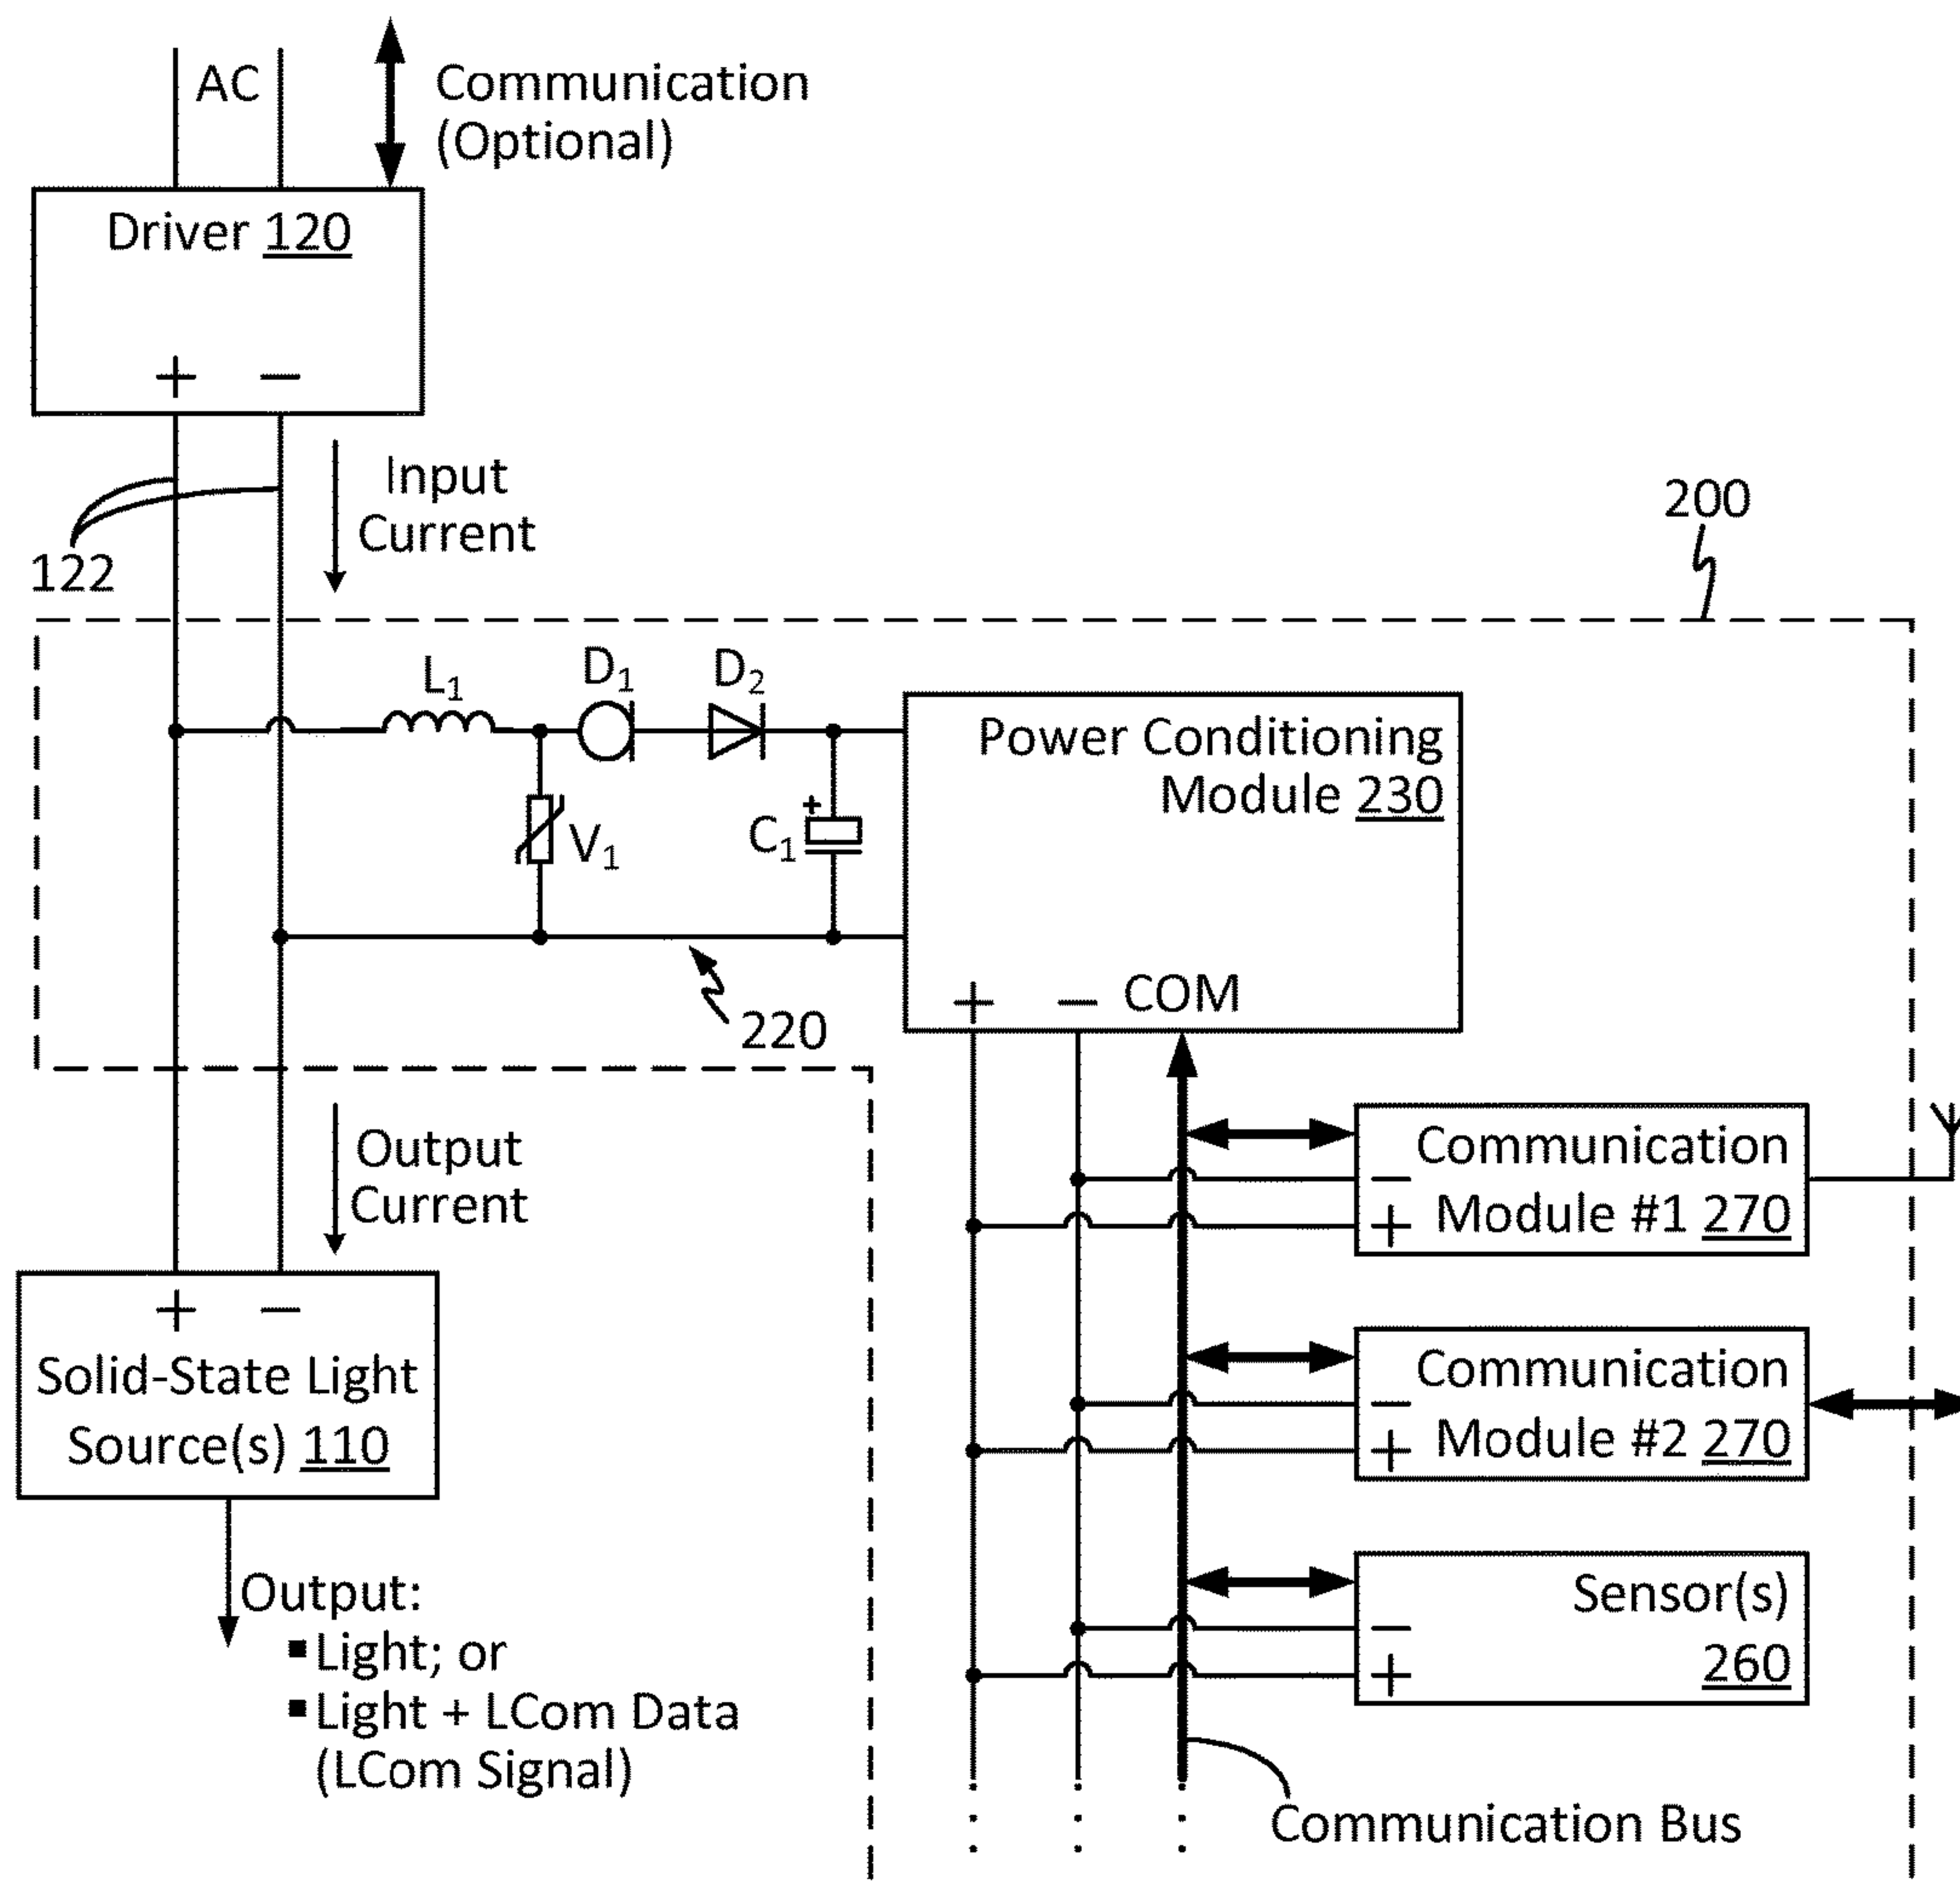 AC
Communication
(Optional)
Driver 120
+ −
Input
Current
122
200
L1
D1
D2
V1
+
C1
Power Conditioning
Module 230
+ − COM
220
Output
Current
+ −
Solid-State Light
Source(s) 110
Output:
▪ Light; or
▪ Light + LCom Data
(LCom Signal)
Communication
Module #1 270
−
+
Communication
Module #2 270
−
+
Sensor(s)
260
−
+
Communication Bus